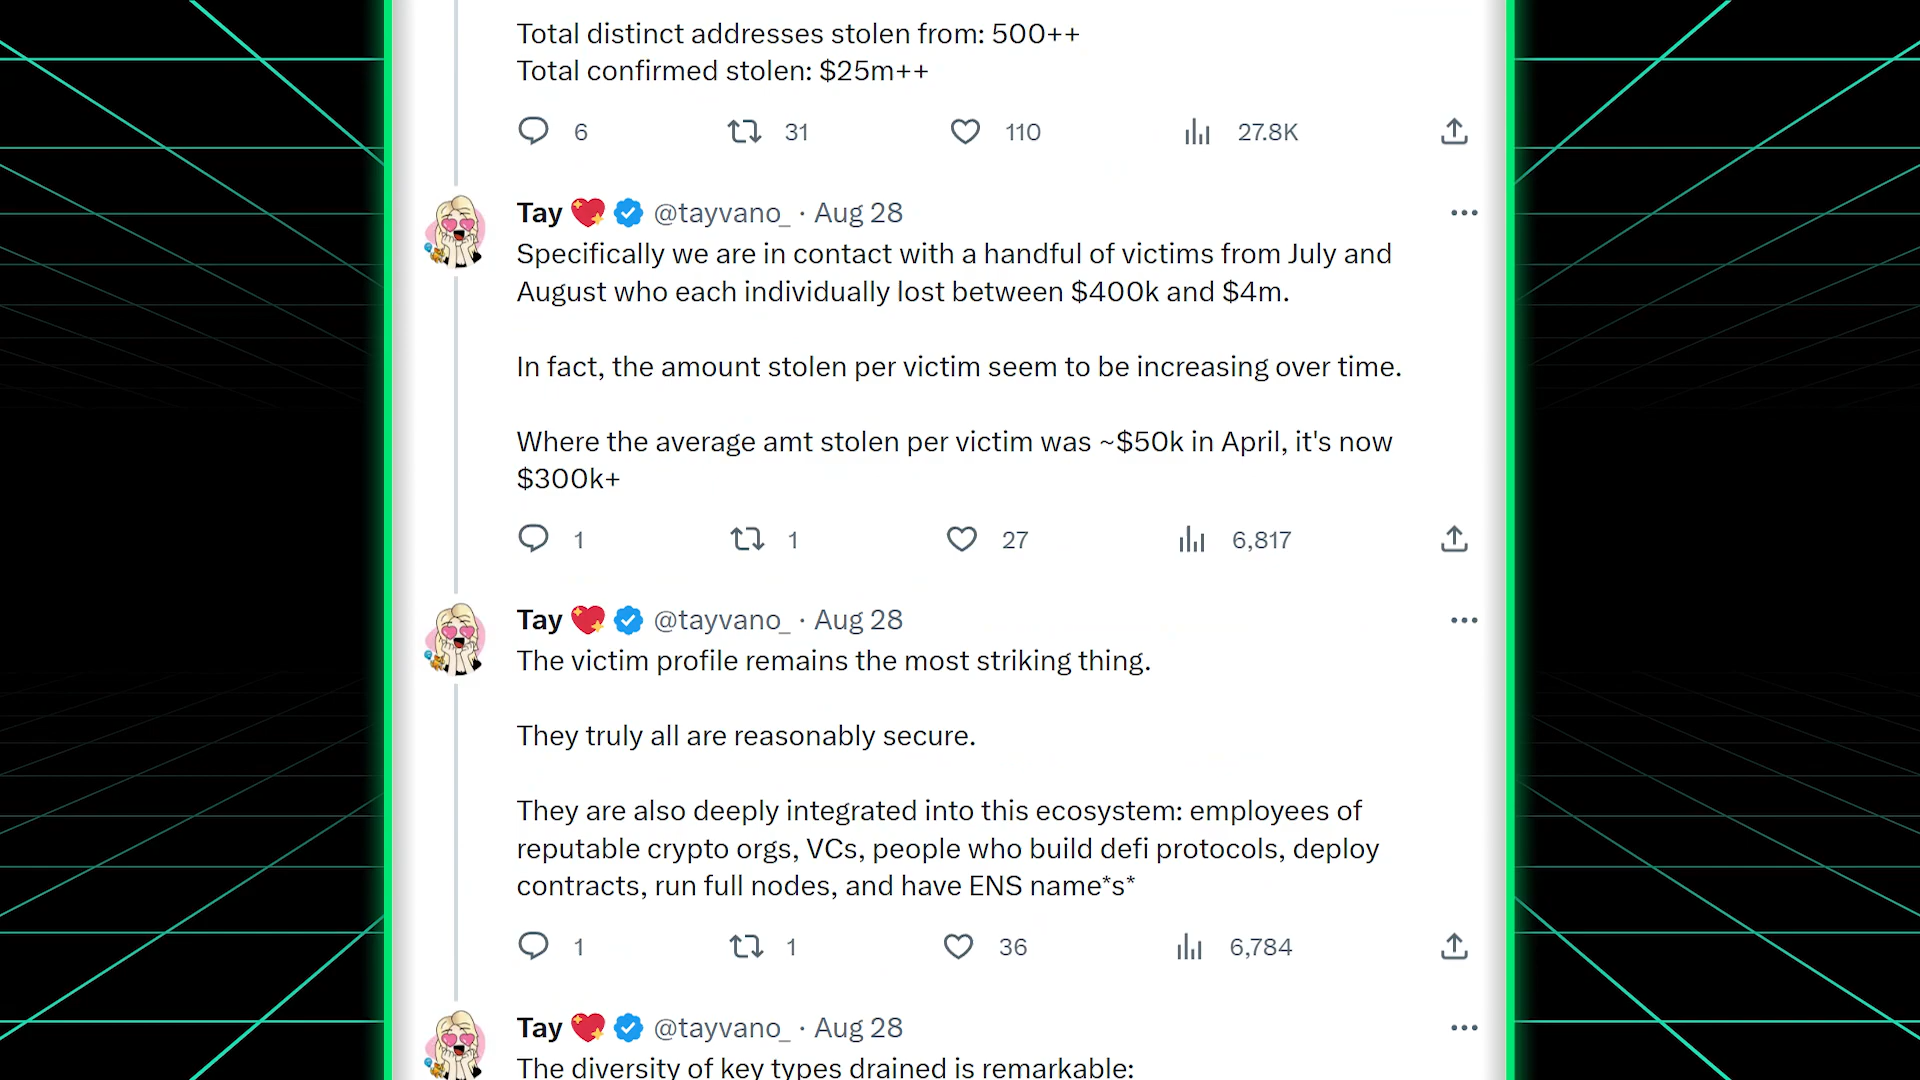 Total distinct addresses stolen from: 500++
Total confirmed stolen: $25m++
6 31 110 27.8K
Tay 💖 @tayvano_ · Aug 28
Specifically we are in contact with a handful of victims from July and
August who each individually lost between $400k and $4m.
In fact, the amount stolen per victim seem to be increasing over time.
Where the average amt stolen per victim was ~$50k in April, it's now
$300k+
1 1 27 6,817
Tay 💖 @tayvano_ · Aug 28
The victim profile remains the most striking thing.
They truly all are reasonably secure.
They are also deeply integrated into this ecosystem: employees of
reputable crypto orgs, VCs, people who build defi protocols, deploy
contracts, run full nodes, and have ENS name*s*
1 1 36 6,784
Tay 💖 @tayvano_ · Aug 28
The diversity of key types drained is remarkable: